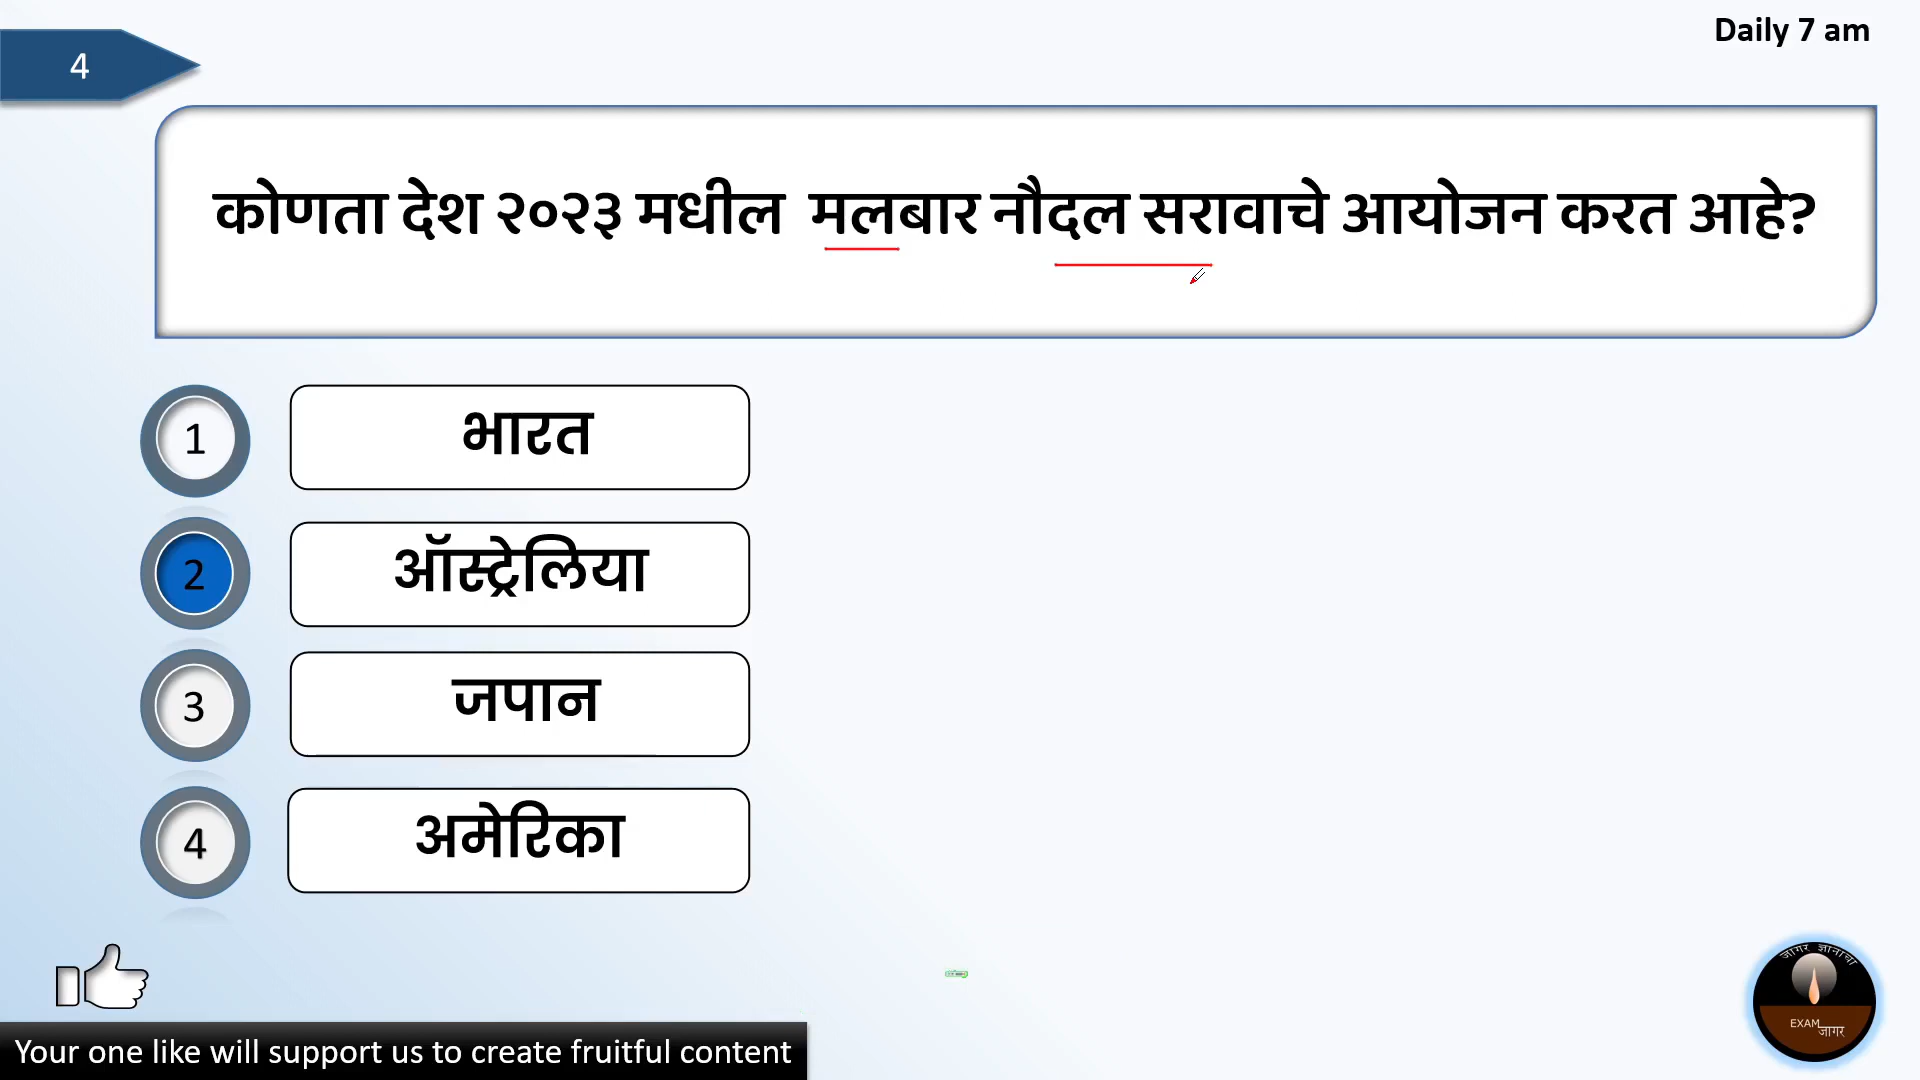 Daily 7 am
4
कोणता देश २०२३ मधील मलबार नौदल सरावाचे आयोजन करत आहे?
1
भारत
2
ऑस्ट्रेलिया
3
जपान
4
अमेरिका
जागर ज्ञानाचा
EXAM जागर
Your one like will support us to create fruitful content